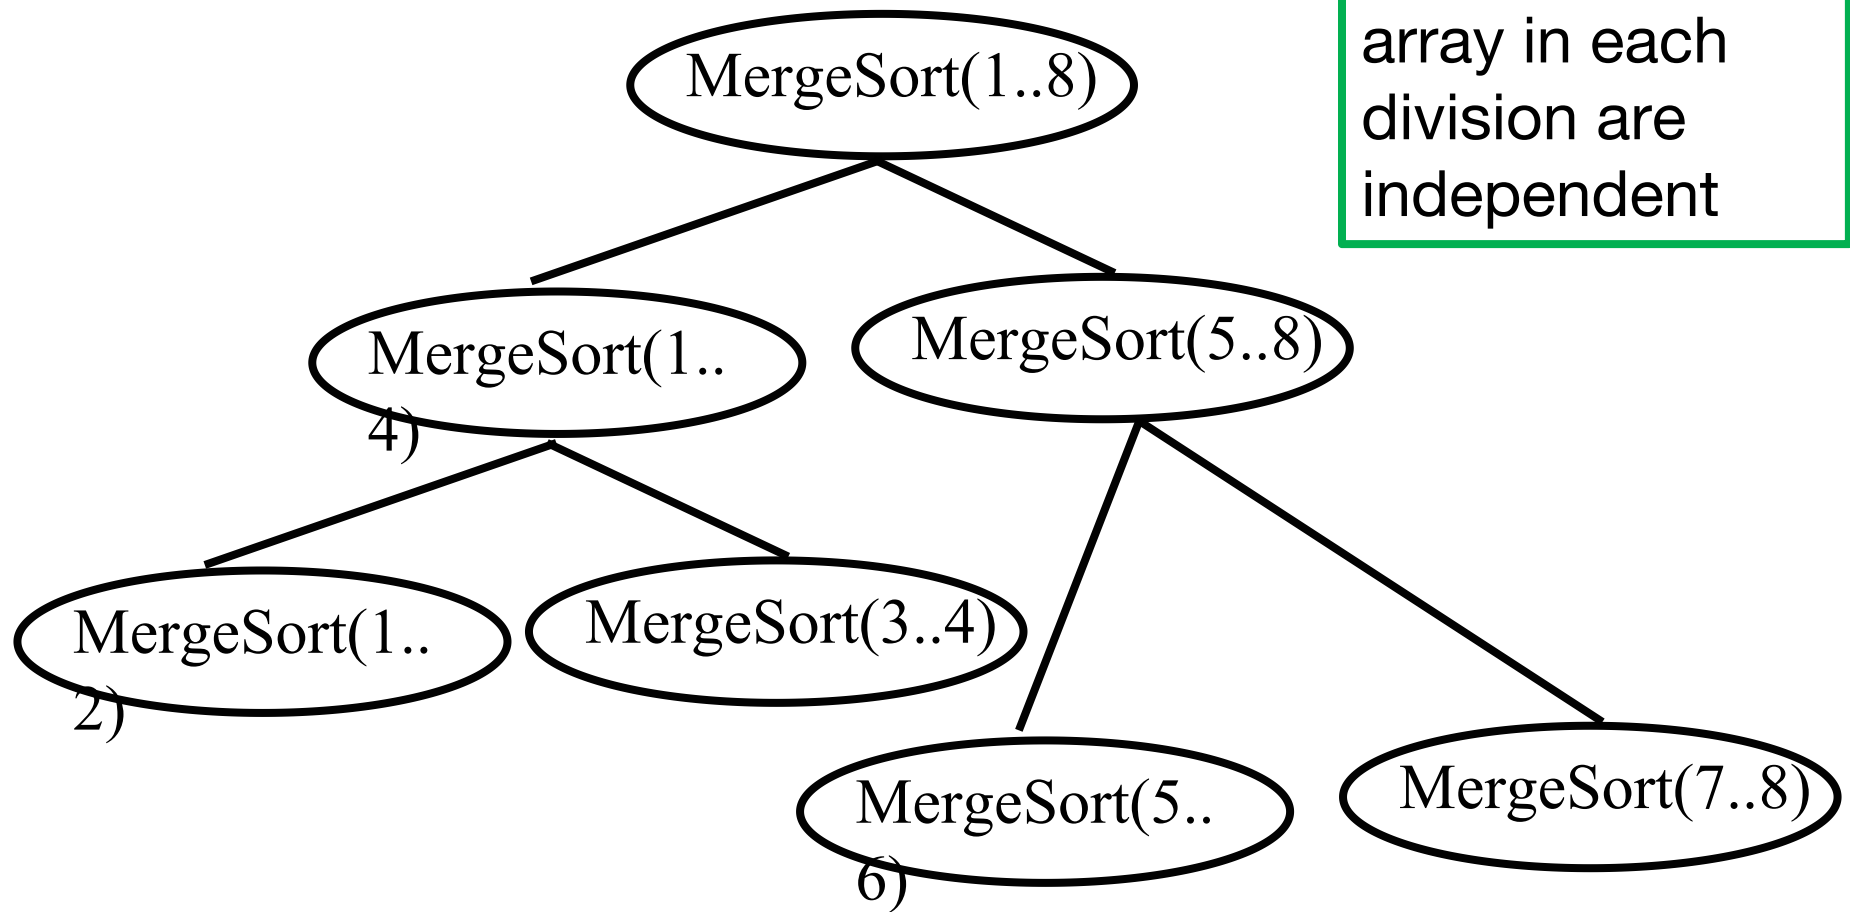 array in each
division are
independent
MergeSort(1..8)
MergeSort(1..
4)
MergeSort(5..8)
MergeSort(1..
2)
MergeSort(3..4)
MergeSort(5..
6)
MergeSort(7..8)